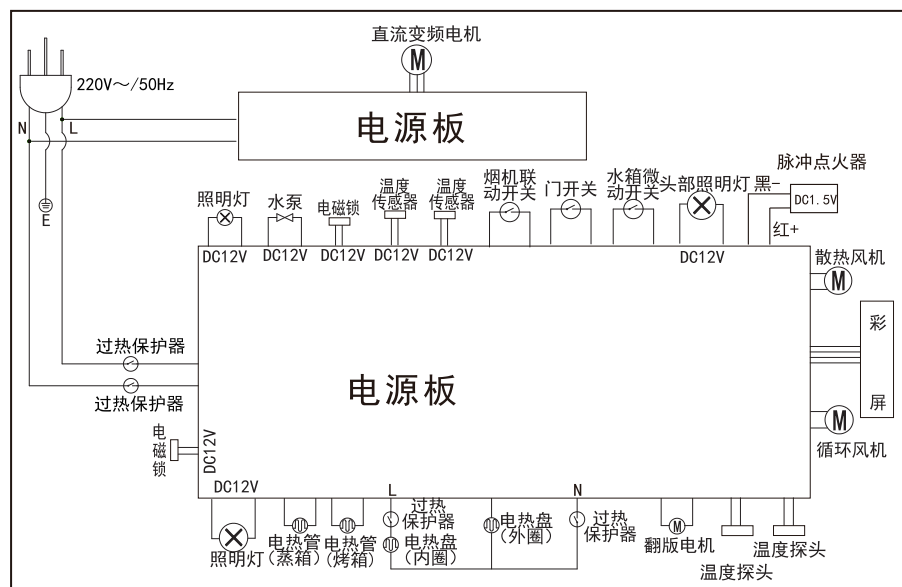 直流变频电机
220V～/50Hz
N
L
电源板
E
脉冲点火器
DC1.5V
黑-
红+
照明灯
水泵
电磁锁
温度
传感器
温度
传感器
烟机联
动开关
门开关
水箱微
动开关
头部照明灯
DC12V
DC12V
DC12V
DC12V
DC12V
DC12V
散热风机
M
M
彩
屏
过热保护器
过热保护器
电源板
M
循环风机
电
磁
锁
DC12V
DC12V
L
N
照明灯
电热管
(蒸箱)
电热管
(烤箱)
过热
保护器
电热盘
(内圈)
电热盘
(外圈)
过热
保护器
M
翻版电机
温度探头
温度探头